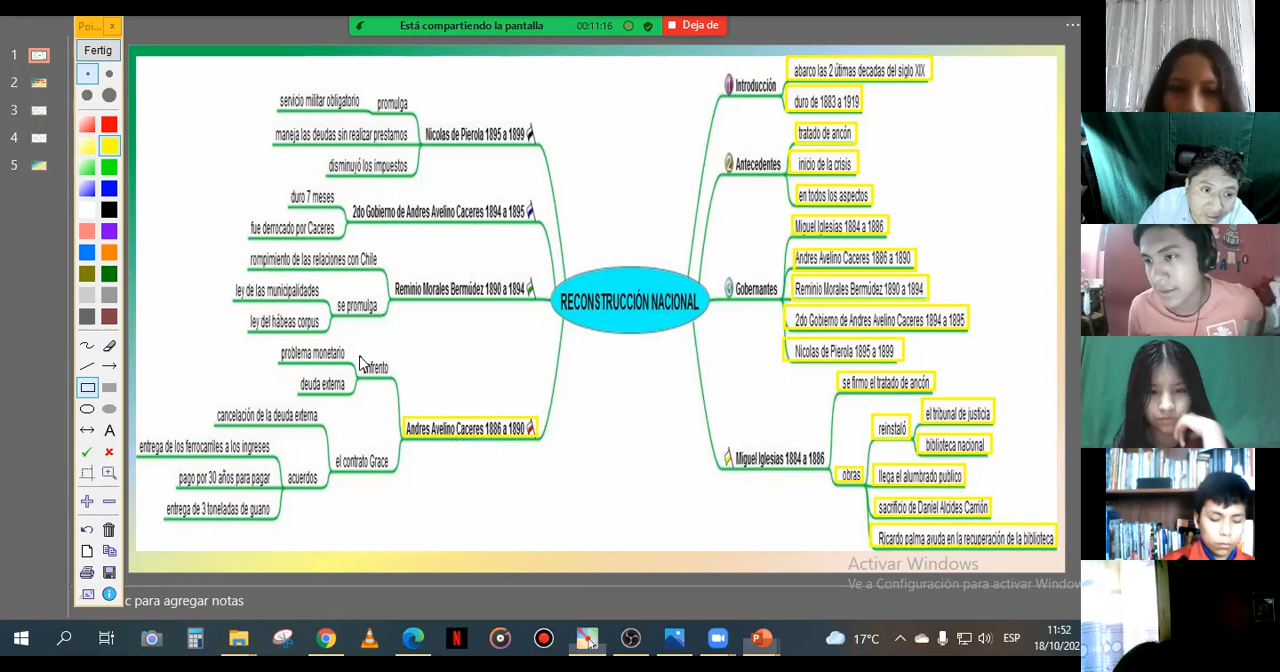 Poi...
Está compartiendo la pantalla
00:11:16
Deja de
Fertig
1
2
3
4
5
A
RECONSTRUCCIÓN NACIONAL
Introducción
abarco las 2 útimas decadas del siglo XIX
duro de 1883 a 1919
Antecedentes
tratado de ancón
inicio de la crisis
en todos los aspectos
Gobernantes
Miguel Iglesias 1884 a 1886
Andres Avelino Caceres 1886 a 1890
Reminio Morales Bermúdez 1890 a 1894
2do Gobierno de Andres Avelino Caceres 1894 a 1895
Nicolas de Pierola 1895 a 1899
Miguel Iglesias 1884 a 1886
se firmo el tratado de ancón
obras
reinstaló
el tribunal de justicia
biblioteca nacional
llega el alumbrado publico
sacrificio de Daniel Alcides Carrión
Ricardo palma ayuda en la recuperación de la biblioteca
Nicolas de Pierola 1895 a 1899
promulga
servicio militar obligatorio
maneja las deudas sin realizar prestamos
disminuyó los impuestos
2do Gobierno de Andres Avelino Caceres 1894 a 1895
duro 7 meses
fue derrocado por Caceres
Reminio Morales Bermúdez 1890 a 1894
rompimiento de las relaciones con Chile
se promulga
ley de las municipalidades
ley del hábeas corpus
Andres Avelino Caceres 1886 a 1890
enfrento
problema monetario
deuda externa
el contrato Grace
cancelación de la deuda externa
acuerdos
entrega de los ferrocarriles a los ingreses
pago por 30 años para pagar
entrega de 3 toneladas de guano
Activar Windows
Ve a Configuración para activar Window
c para agregar notas
17°C
ESP
11:52
18/10/202